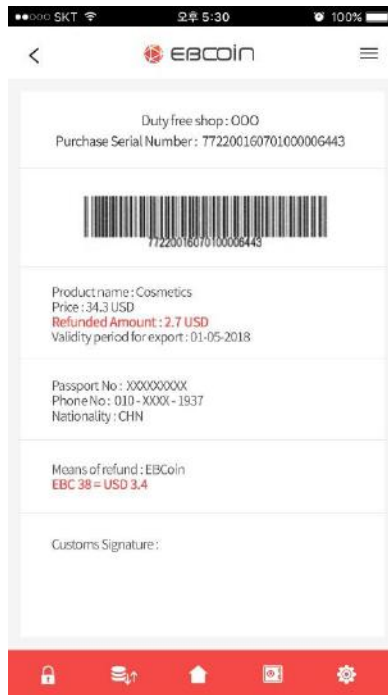 SKT 오후 5:30 100%
EBCOIN
Duty free shop : OOO
Purchase Serial Number : 772200160701000006443
77220016070100006443
Product name : Cosmetics
Price : 34.3 USD
Refunded Amount : 2.7 USD
Validity period for export : 01-05-2018
Passport No : XXXXXXXXX
Phone No : 010 - XXXX - 1937
Nationality : CHN
Means of refund : EBCoin
EBC 38 = USD 3.4
Customs Signature :